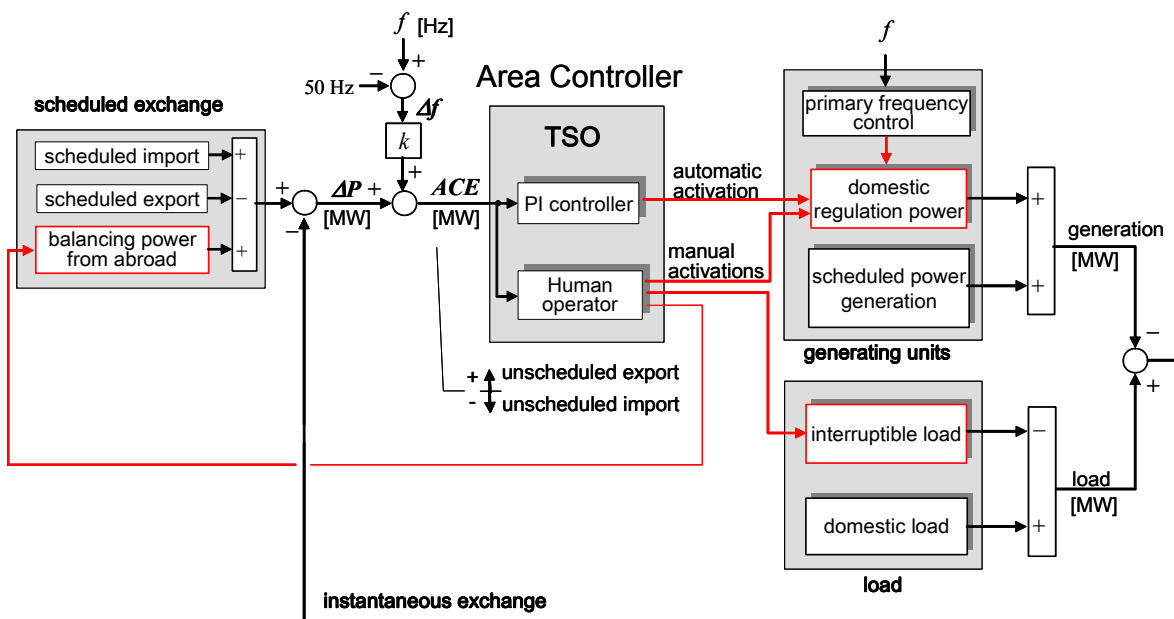 f [Hz]
+
−
50 Hz
Δf
k
+
scheduled exchange
scheduled import
+
scheduled export
−
balancing power
from abroad
+
+
−
ΔP +
[MW]
ACE
[MW]
Area Controller
TSO
PI controller
Human
operator
automatic
activation
manual
activations
+ unscheduled export
- unscheduled import
instantaneous exchange
f
primary frequency
control
domestic
regulation power
scheduled power
generation
generating units
+
+
generation
[MW]
−
+
interruptible load
domestic load
load
−
+
load
[MW]